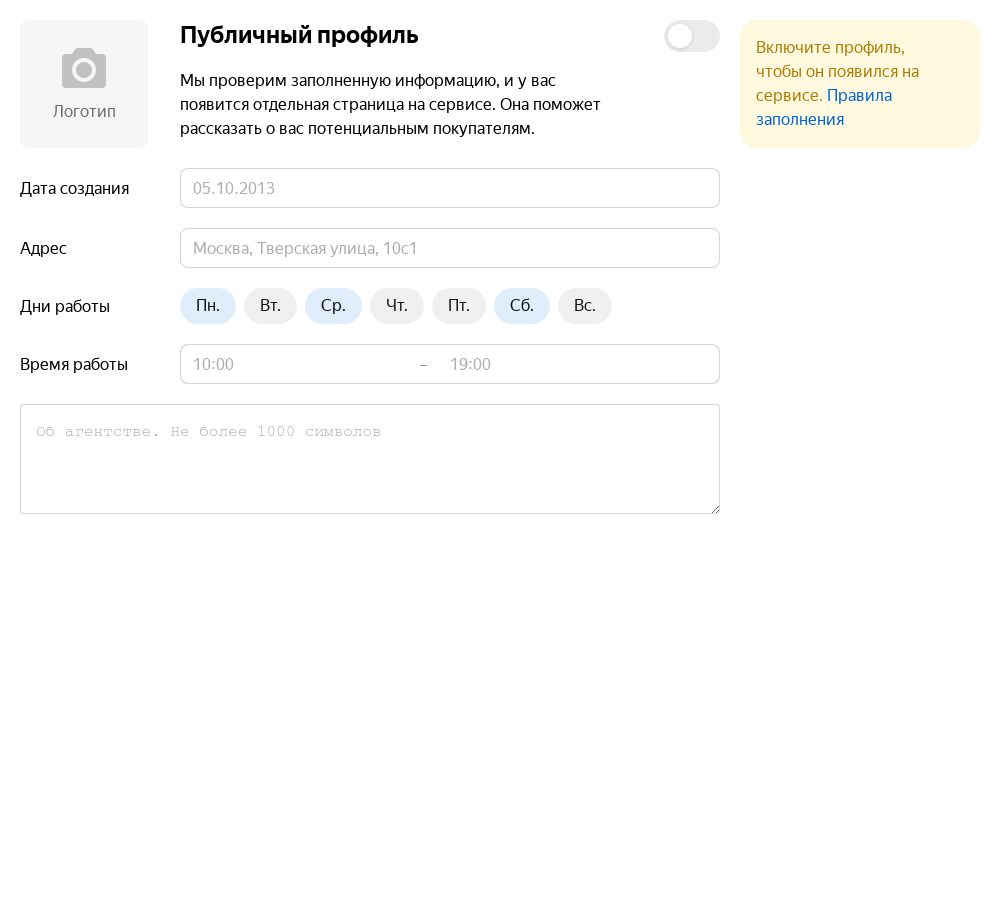 Логотип
Публичный профиль
Мы проверим заполненную информацию, и у вас
появится отдельная страница на сервисе. Она поможет
рассказать о вас потенциальным покупателям.
Включите профиль,
чтобы он появился на
сервисе. Правила
заполнения
Дата создания
05.10.2013
Адрес
Москва, Тверская улица, 10с1
Дни работы
Пн. Вт. Ср. Чт. Пт. Сб. Вс.
Время работы
10:00 – 19:00
Об агентстве. Не более 1000 символов